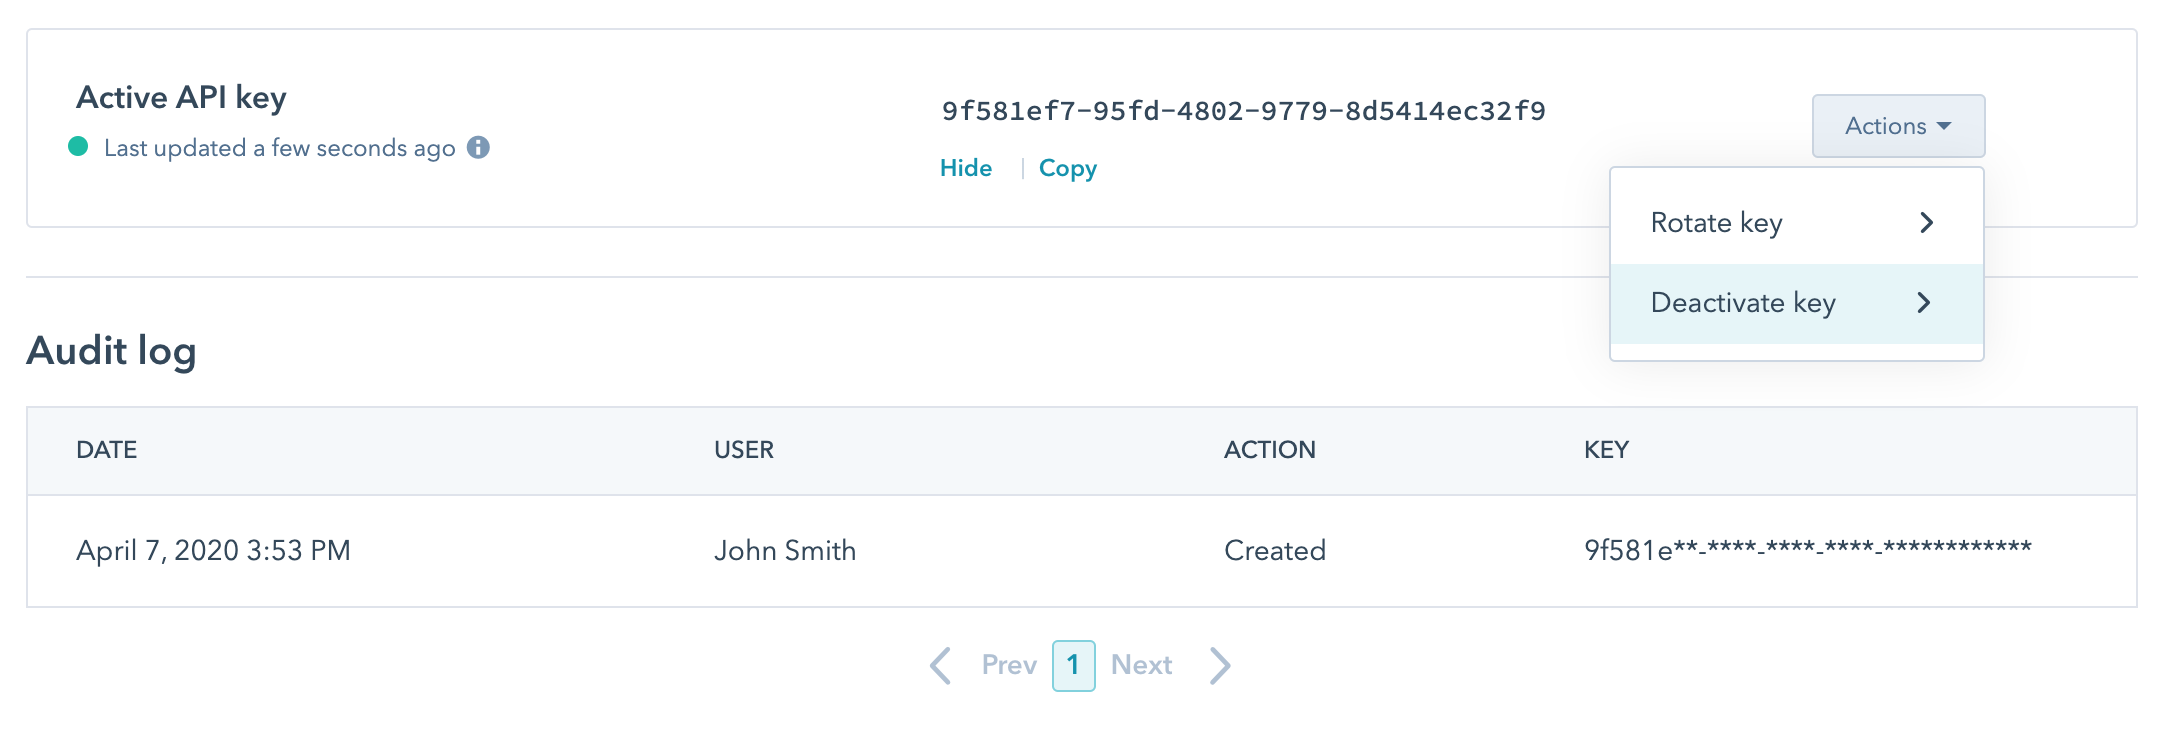 Active API key
Last updated a few seconds ago
9f581ef7-95fd-4802-9779-8d5414ec32f9
Hide | Copy
Actions
Rotate key
Deactivate key
Audit log
DATE USER ACTION KEY
April 7, 2020 3:53 PM John Smith Created 9f581e**-****-****-****-************
Prev 1 Next